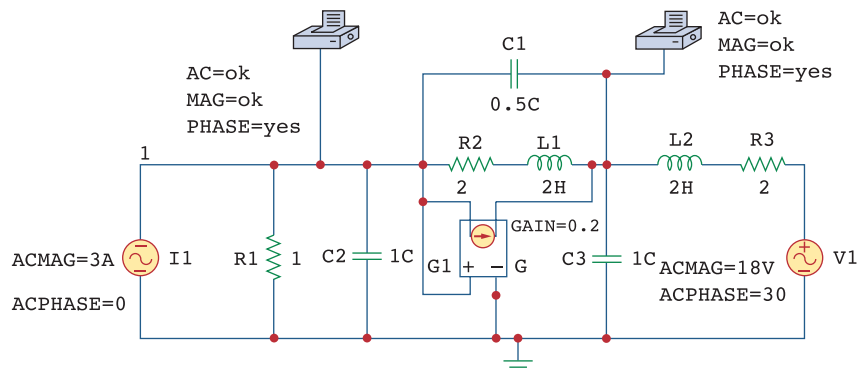 AC=ok
MAG=ok
PHASE=yes
AC=ok
MAG=ok
PHASE=yes
C1
0.5C
1
R2
2
L1
2H
L2
2H
R3
2
ACMAG=3A
I1
ACPHASE=0
R1
1
C2
1C
GAIN=0.2
G1
+
−
G
C3
1C
ACMAG=18V
ACPHASE=30
V1